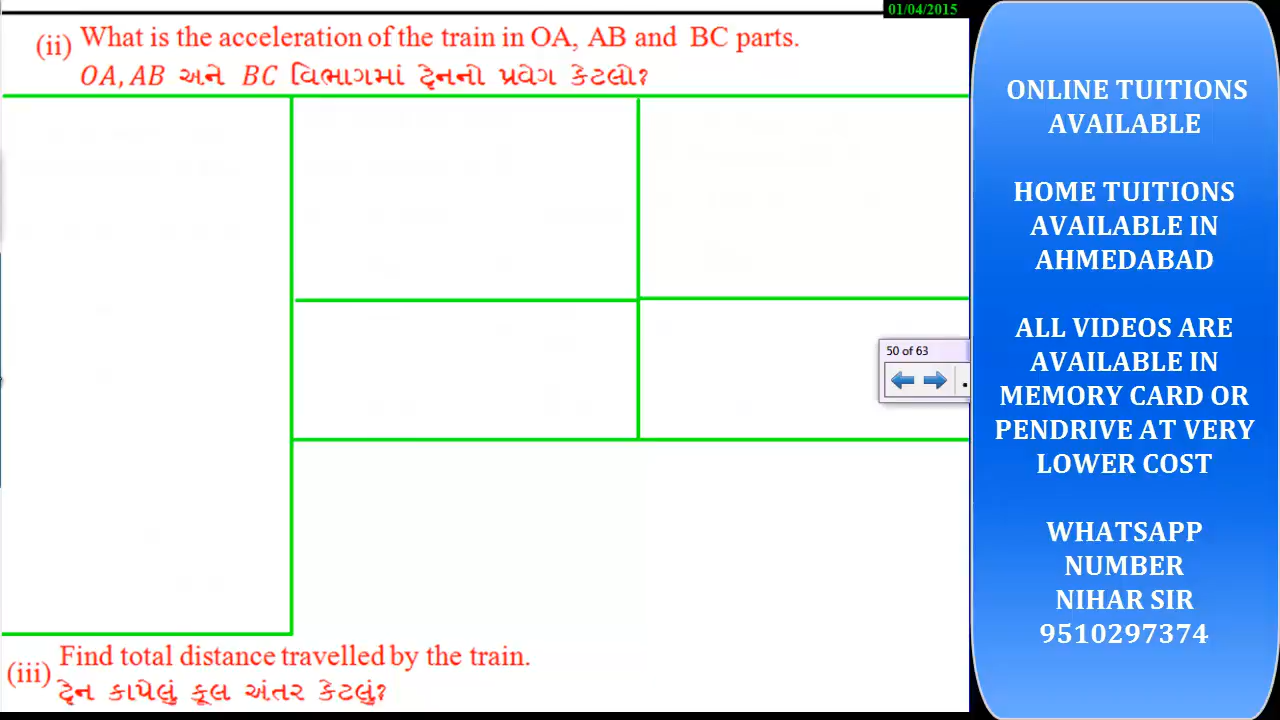 01/04/2015
(ii) What is the acceleration of the train in OA, AB and BC parts.
OA, AB અને BC વિભાગમાં ટ્રેનનો પ્રવેગ કેટલો?
50 of 63
(iii) Find total distance travelled by the train.
ટ્રેન કાપેલું કૂલ અંતર કેટલું?
ONLINE TUITIONS
AVAILABLE
HOME TUITIONS
AVAILABLE IN
AHMEDABAD
ALL VIDEOS ARE
AVAILABLE IN
MEMORY CARD OR
PENDRIVE AT VERY
LOWER COST
WHATSAPP
NUMBER
NIHAR SIR
9510297374